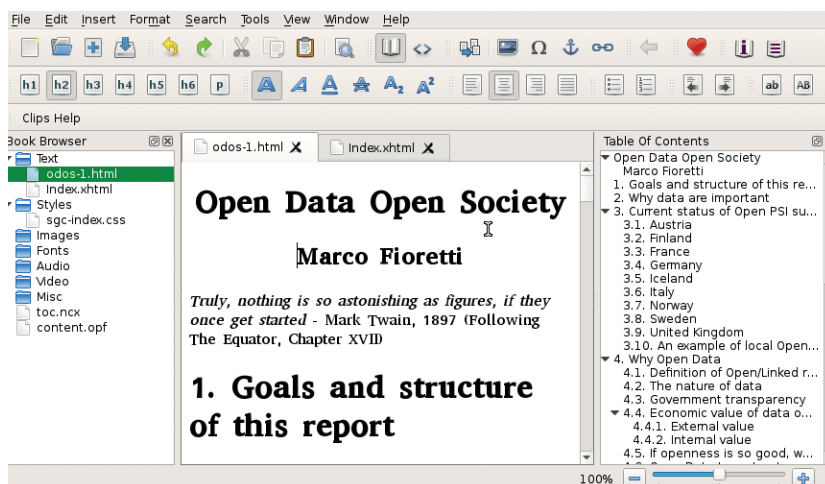 File Edit Insert Format Search Tools View Window Help
h1 h2 h3 h4 h5 h6 P A A A A A₂ A² ab AB
Clips Help
Book Browser
Text
odos-1.html
Index.xhtml
Styles
sgc-index.css
Images
Fonts
Audio
Video
Misc
toc.ncx
content.opf
odos-1.html Index.xhtml
Open Data Open Society
Marco Fioretti
Truly, nothing is so astonishing as figures, if they
once get started - Mark Twain, 1897 (Following
The Equator, Chapter XVII)
1. Goals and structure
of this report
Table Of Contents
Open Data Open Society
Marco Fioretti
1. Goals and structure of this re...
2. Why data are important
3. Current status of Open PSI su...
3.1. Austria
3.2. Finland
3.3. France
3.4. Germany
3.5. Iceland
3.6. Italy
3.7. Norway
3.8. Sweden
3.9. United Kingdom
3.10. An example of local Open...
4. Why Open Data
4.1. Definition of Open/Linked r...
4.2. The nature of data
4.3. Government transparency
4.4. Economic value of data o...
4.4.1. External value
4.4.2. Internal value
4.5. If openness is so good, w...
100%